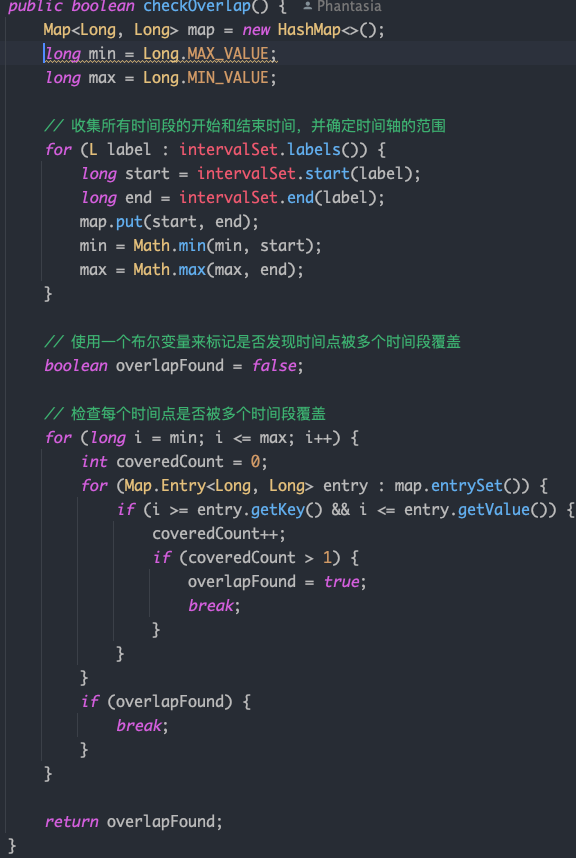 public boolean checkOverlap() { Phantasia
    Map<Long, Long> map = new HashMap<>();
    long min = Long.MAX_VALUE;
    long max = Long.MIN_VALUE;

    // 收集所有时间段的开始和结束时间，并确定时间轴的范围
    for (L label : intervalSet.labels()) {
        long start = intervalSet.start(label);
        long end = intervalSet.end(label);
        map.put(start, end);
        min = Math.min(min, start);
        max = Math.max(max, end);
    }

    // 使用一个布尔变量来标记是否发现时间点被多个时间段覆盖
    boolean overlapFound = false;

    // 检查每个时间点是否被多个时间段覆盖
    for (long i = min; i <= max; i++) {
        int coveredCount = 0;
        for (Map.Entry<Long, Long> entry : map.entrySet()) {
            if (i >= entry.getKey() && i <= entry.getValue()) {
                coveredCount++;
                if (coveredCount > 1) {
                    overlapFound = true;
                    break;
                }
            }
        }
        if (overlapFound) {
            break;
        }
    }

    return overlapFound;
}